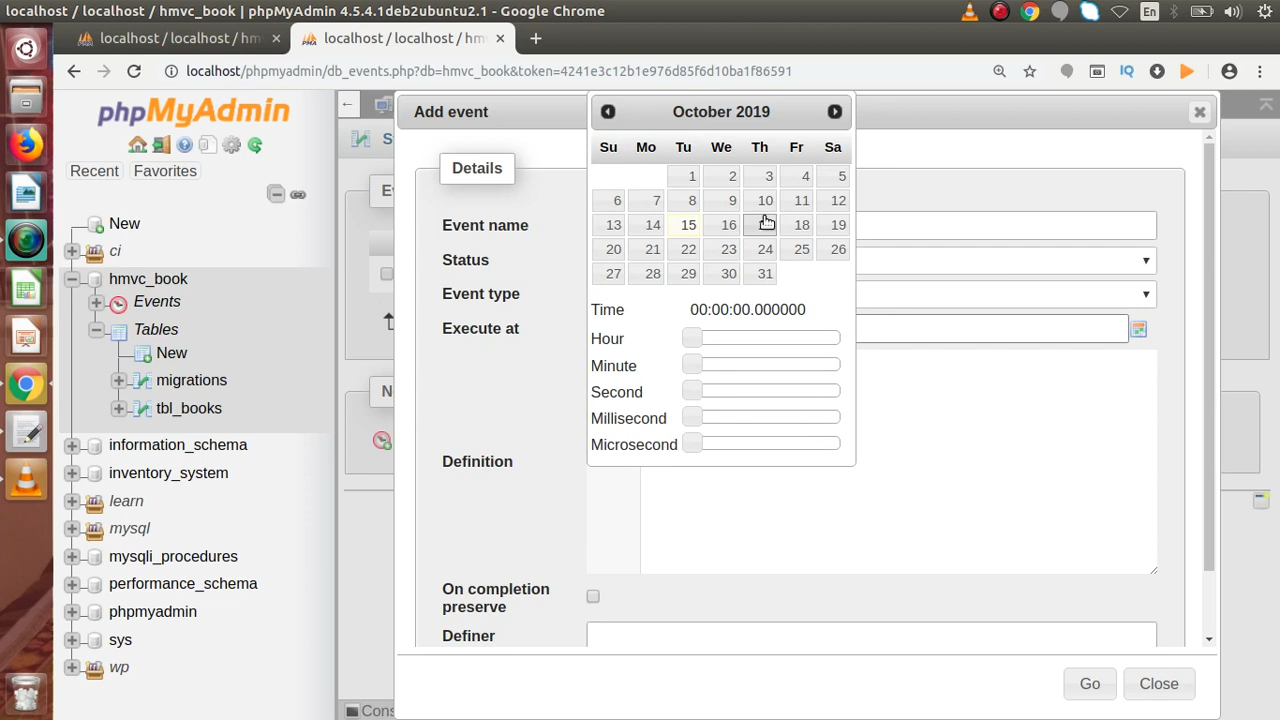 localhost / localhost / hmvc_book | phpMyAdmin 4.5.4.1deb2ubuntu2.1 - Google Chrome
En
localhost / localhost / hm
localhost / localhost / hm
localhost/phpmyadmin/db_events.php?db=hmvc_book&token=4241e3c12b1e976d85f6d10ba1f86591
IQ
phpMyAdmin
Recent
Favorites
New
ci
hmvc_book
Events
Tables
New
migrations
tbl_books
information_schema
inventory_system
learn
mysql
mysqli_procedures
performance_schema
phpmyadmin
sys
wp
Add event
Details
Event name
Status
Event type
Execute at
Definition
On completion
preserve
Definer
October 2019
Su Mo Tu We Th Fr Sa
1 2 3 4 5
6 7 8 9 10 11 12
13 14 15 16 18 19
20 21 22 23 24 25 26
27 28 29 30 31
Time 00:00:00.000000
Hour
Minute
Second
Millisecond
Microsecond
Go
Close
Cons